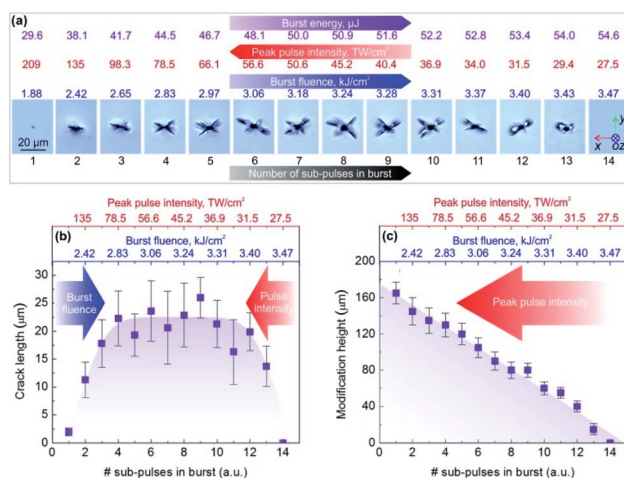 (a)
Burst energy, μJ
29.6 38.1 41.7 44.5 46.7 48.1 50.0 50.9 51.6 52.2 52.8 53.4 54.0 54.6
Peak pulse intensity, TW/cm²
209 135 98.3 78.5 66.1 56.6 50.6 45.2 40.4 36.9 34.0 31.5 29.4 27.5
Burst fluence, kJ/cm²
1.88 2.42 2.65 2.83 2.97 3.06 3.18 3.24 3.28 3.31 3.37 3.40 3.43 3.47
20 μm
y
x
oz
1 2 3 4 5 6 7 8 9 10 11 12 13 14
Number of sub-pulses in burst
Peak pulse intensity, TW/cm²
135 78.5 56.6 45.2 36.9 31.5 27.5
(b)
Burst fluence, kJ/cm²
2.42 2.83 3.06 3.24 3.31 3.40 3.47
Burst
fluence
Pulse
intensity
Crack length (μm)
30
25
20
15
10
5
0
0 2 4 6 8 10 12 14
# sub-pulses in burst (a.u.)
Peak pulse intensity, TW/cm²
135 78.5 56.6 45.2 36.9 31.5 27.5
(c)
Burst fluence, kJ/cm²
2.42 2.83 3.06 3.24 3.31 3.40 3.47
Peak pulse intensity
Modification height (μm)
200
160
120
80
40
0
0 2 4 6 8 10 12 14
# sub-pulses in burst (a.u.)